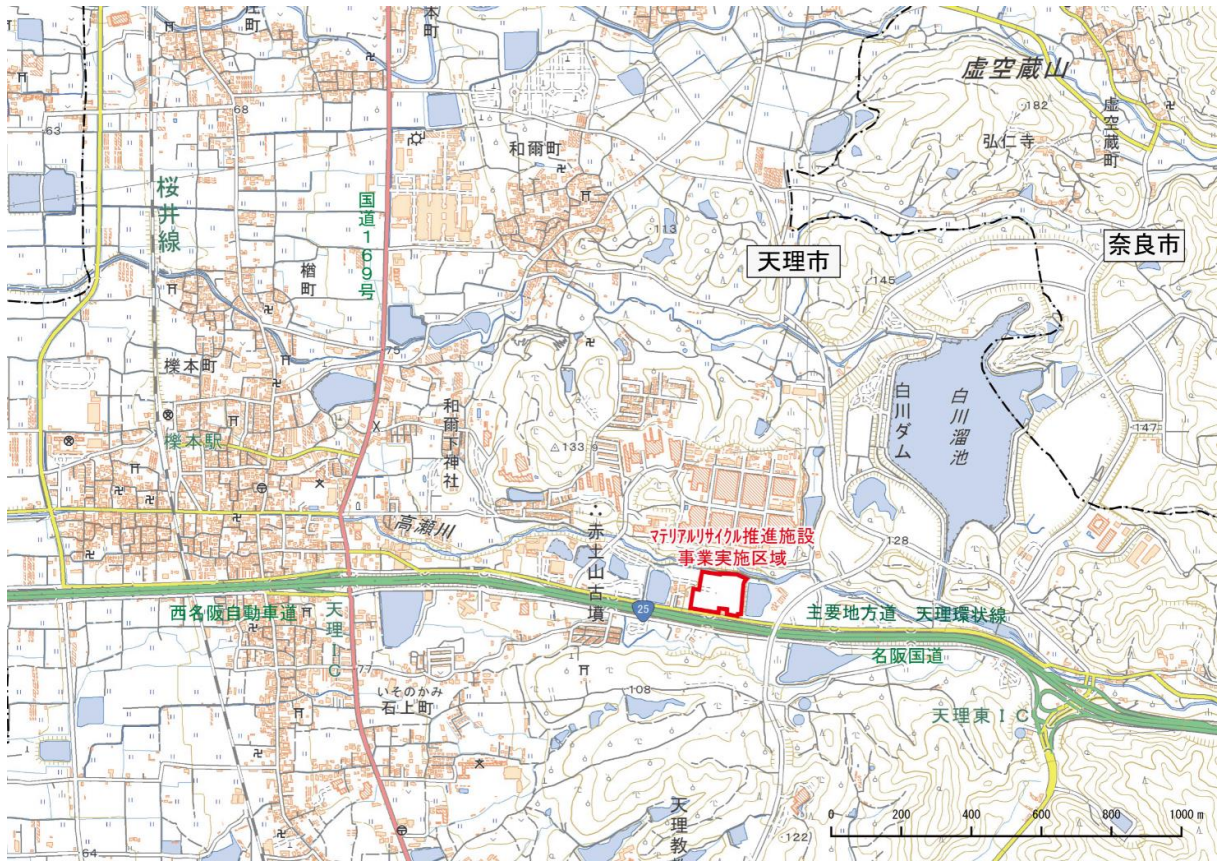 本町
虚空蔵山
68
182
虚空蔵町
63
和爾町
弘仁寺
桜井線
国道169号
113
天理市
奈良市
楢町
145
79
櫟本町
和爾下神社
白川ダム
白川溜池
147
133.9
櫟本駅
高瀬川
赤土山古墳
マテリアルリサイクル推進施設
事業実施区域
128
西名阪自動車道
天理IC
25
主要地方道 天理環状線
名阪国道
77
いそのかみ
石上町
108
天理東IC
天理教
122
64
0 200 400 600 800 1000 m